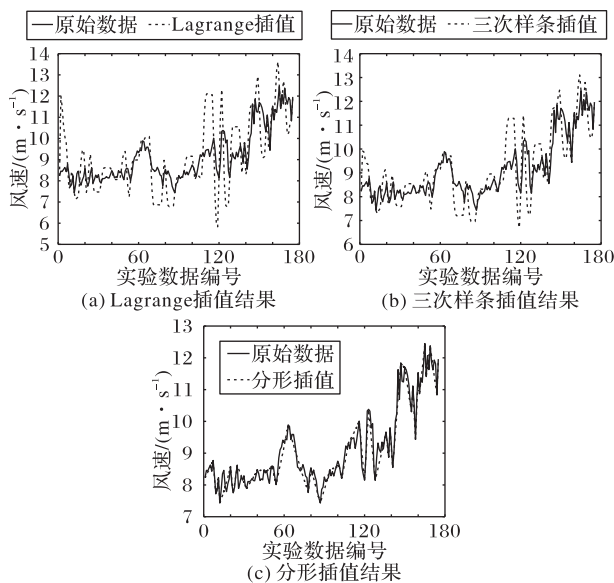 原始数据 Lagrange插值
风速/(m·s⁻¹)
14
13
12
11
10
9
8
7
6
5
0 60 120 180
实验数据编号
(a) Lagrange插值结果
原始数据 三次样条插值
风速/(m·s⁻¹)
14
13
12
11
10
9
8
7
6
0 60 120 180
实验数据编号
(b) 三次样条插值结果
原始数据
分形插值
风速/(m·s⁻¹)
13
12
11
10
9
8
7
0 60 120 180
实验数据编号
(c) 分形插值结果